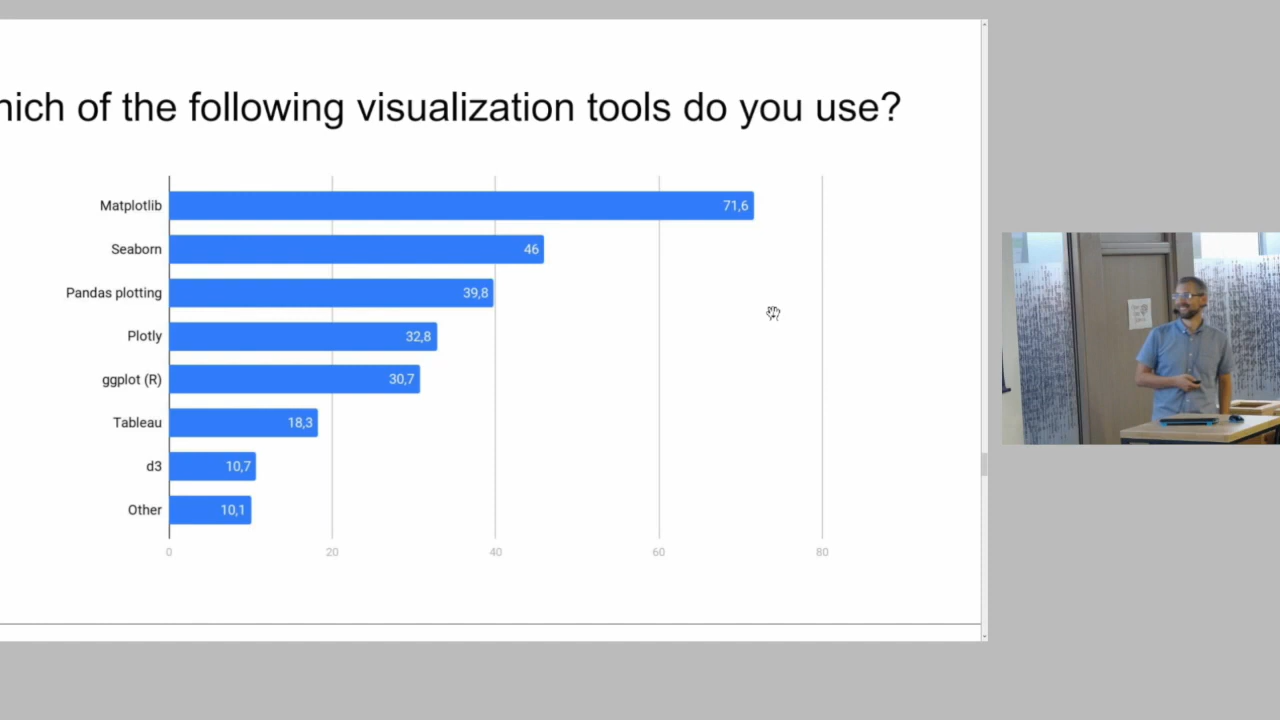 hich of the following visualization tools do you use?
Matplotlib 71,6
Seaborn 46
Pandas plotting 39,8
Plotly 32,8
ggplot (R) 30,7
Tableau 18,3
d3 10,7
Other 10,1
0 20 40 60 80